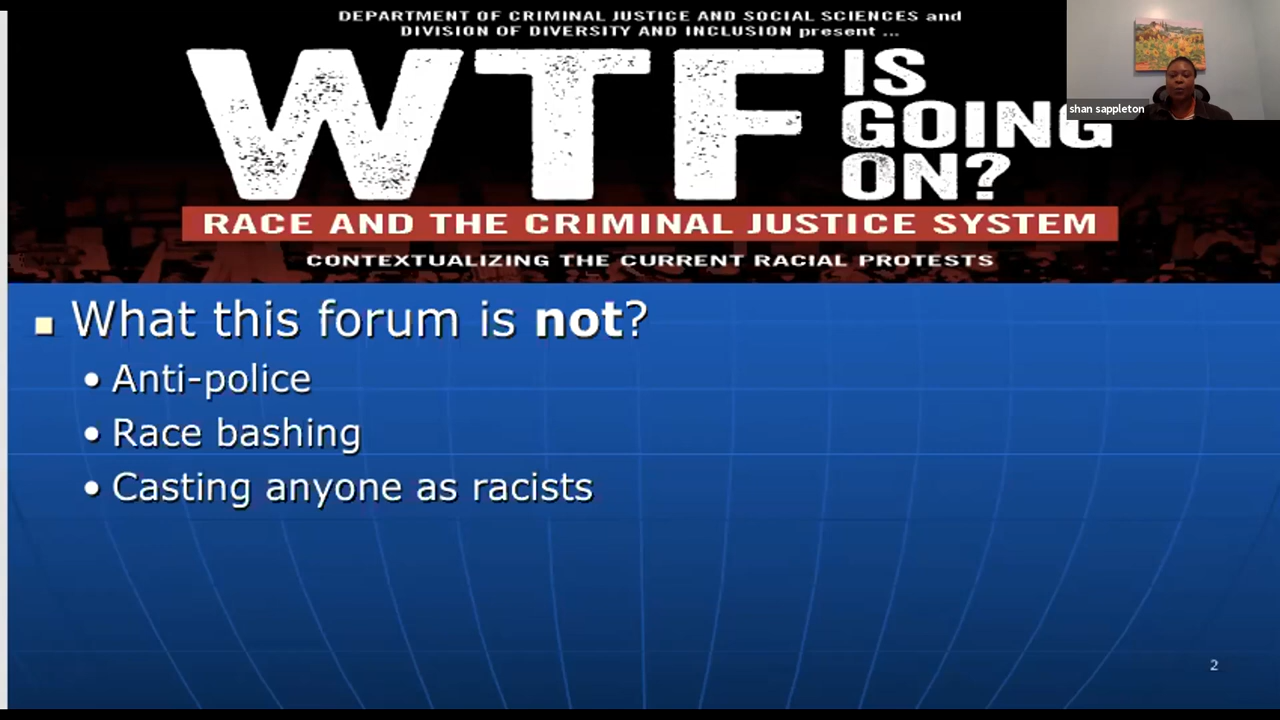 DEPARTMENT OF CRIMINAL JUSTICE AND SOCIAL SCIENCES and
DIVISION OF DIVERSITY AND INCLUSION present ...
WTF IS
GOING
ON?
RACE AND THE CRIMINAL JUSTICE SYSTEM
CONTEXTUALIZING THE CURRENT RACIAL PROTESTS
shan sappleton
What this forum is not?
• Anti-police
• Race bashing
• Casting anyone as racists
2